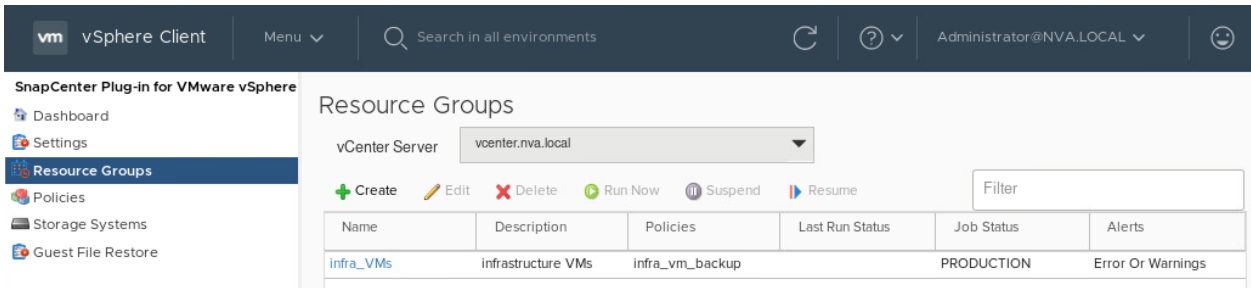 vm vSphere Client Menu Search in all environments Administrator@NVA.LOCAL
SnapCenter Plug-in for VMware vSphere
Dashboard
Settings
Resource Groups
Policies
Storage Systems
Guest File Restore
Resource Groups
vCenter Server vcenter.nva.local
Create Edit Delete Run Now Suspend Resume Filter
Name Description Policies Last Run Status Job Status Alerts
infra_VMs infrastructure VMs infra_vm_backup PRODUCTION Error Or Warnings